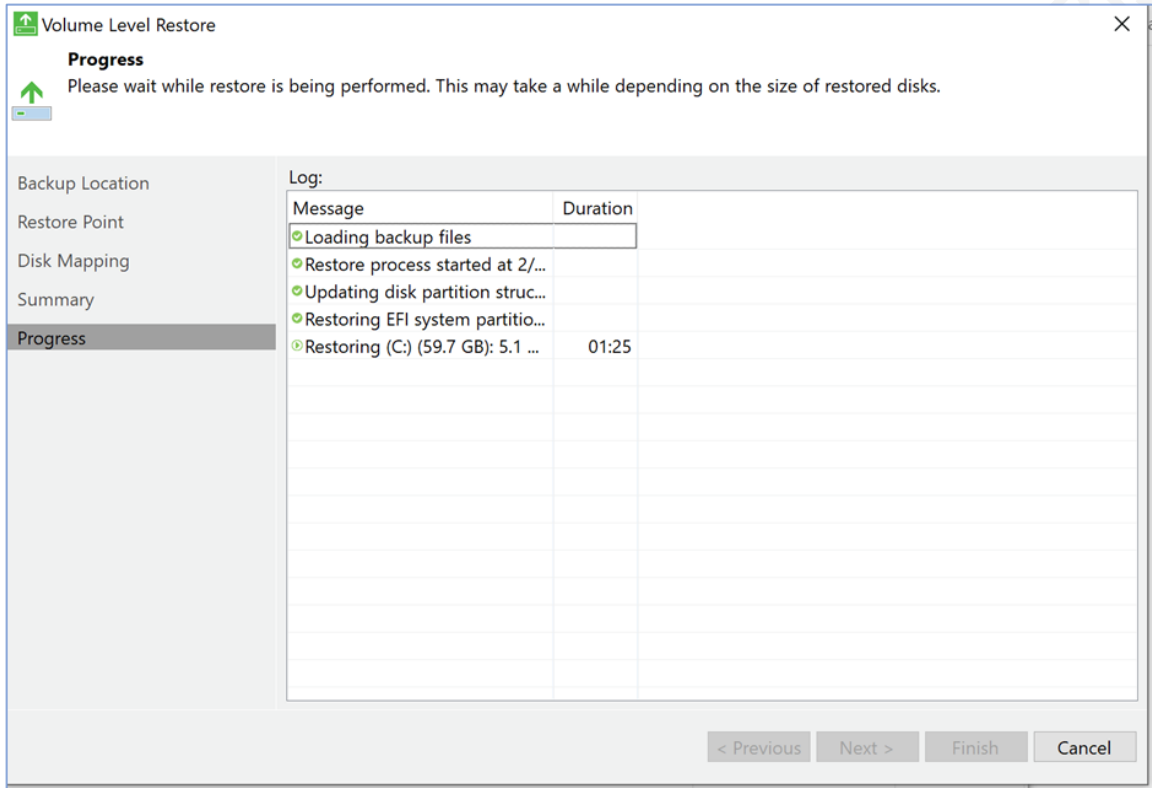 Volume Level Restore
Progress
Please wait while restore is being performed. This may take a while depending on the size of restored disks.
Backup Location
Restore Point
Disk Mapping
Summary
Progress
Log:
Message Duration
Loading backup files
Restore process started at 2/...
Updating disk partition struc...
Restoring EFI system partitio...
Restoring (C:) (59.7 GB): 5.1 ... 01:25
< Previous Next > Finish Cancel